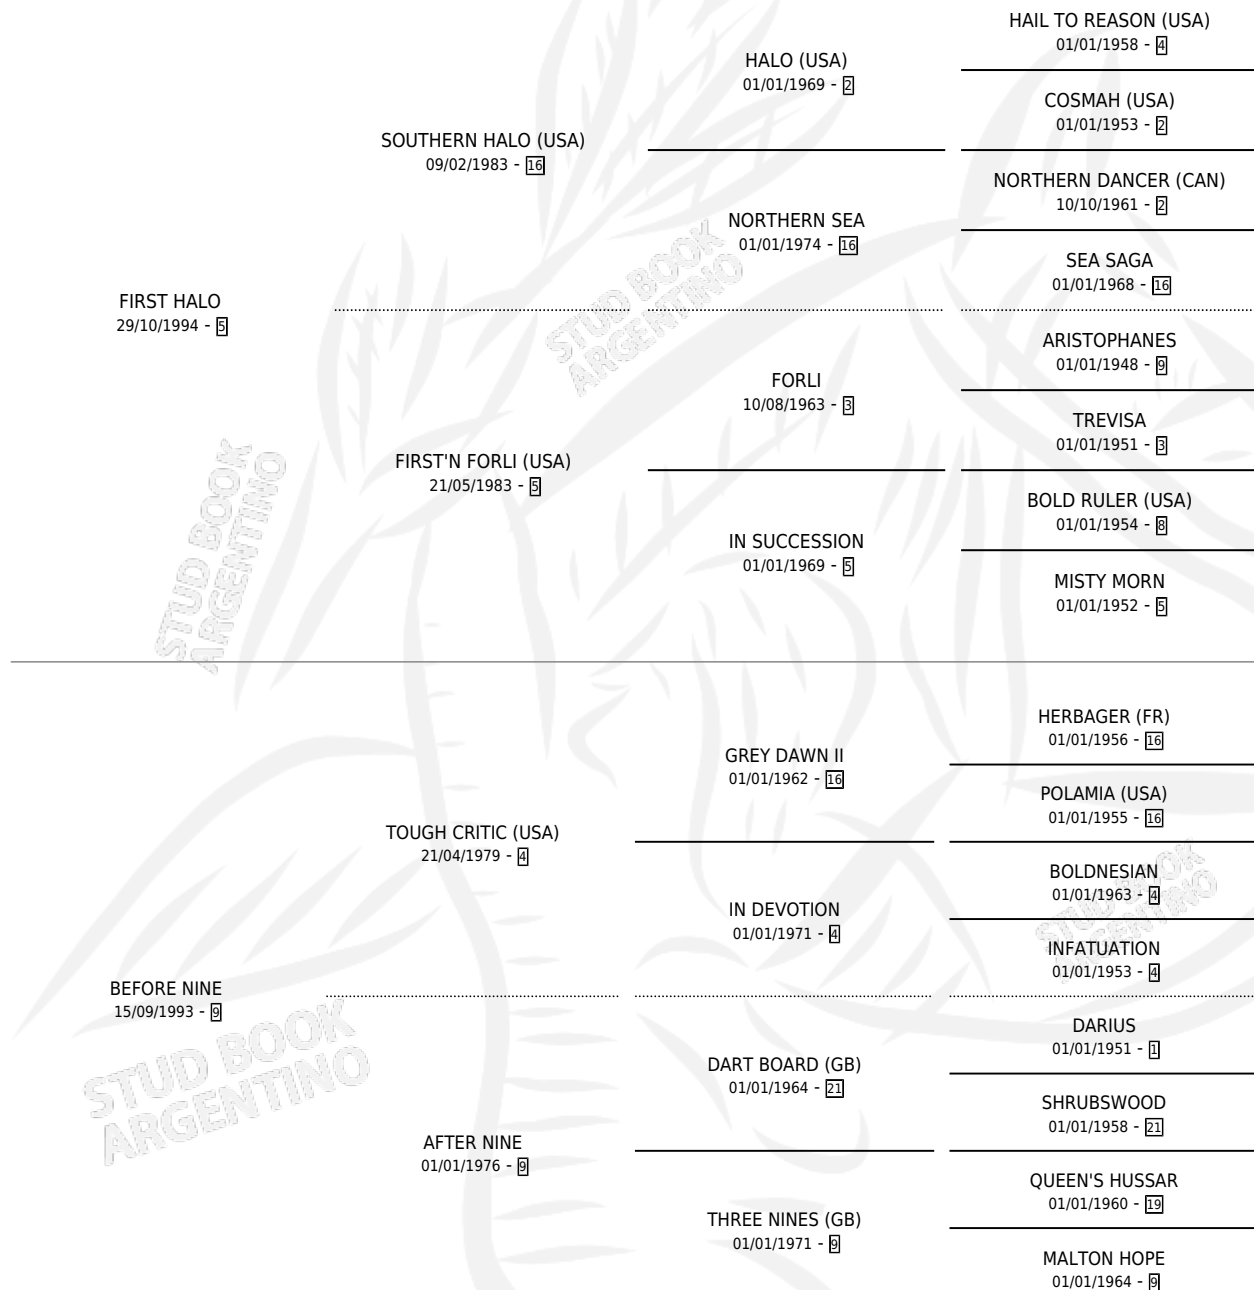 HAIL TO REASON (USA)
01/01/1958 - 4
HALO (USA)
01/01/1969 - 2
COSMAH (USA)
01/01/1953 - 2
SOUTHERN HALO (USA)
09/02/1983 - 16
NORTHERN DANCER (CAN)
10/10/1961 - 2
NORTHERN SEA
01/01/1974 - 16
SEA SAGA
01/01/1968 - 16
FIRST HALO
29/10/1994 - 5
STUD BOOK
ARGENTINO
ARISTOPHANES
01/01/1948 - 9
FORLI
10/08/1963 - 3
TREVISA
01/01/1951 - 3
FIRST'N FORLI (USA)
21/05/1983 - 5
BOLD RULER (USA)
01/01/1954 - 8
IN SUCCESSION
01/01/1969 - 5
MISTY MORN
01/01/1952 - 5
STUD BOOK
ARGENTINO
HERBAGER (FR)
01/01/1956 - 16
GREY DAWN II
01/01/1962 - 16
POLAMIA (USA)
01/01/1955 - 16
TOUGH CRITIC (USA)
21/04/1979 - 4
BOLDNESIAN
01/01/1963 - 4
STUD BOOK
ARGENTINO
IN DEVOTION
01/01/1971 - 4
INFATUATION
01/01/1953 - 4
BEFORE NINE
15/09/1993 - 9
STUD BOOK
ARGENTINO
DARIUS
01/01/1951 - 1
DART BOARD (GB)
01/01/1964 - 21
SHRUBSWOOD
01/01/1958 - 21
AFTER NINE
01/01/1976 - 9
QUEEN'S HUSSAR
01/01/1960 - 19
THREE NINES (GB)
01/01/1971 - 9
MALTON HOPE
01/01/1964 - 9